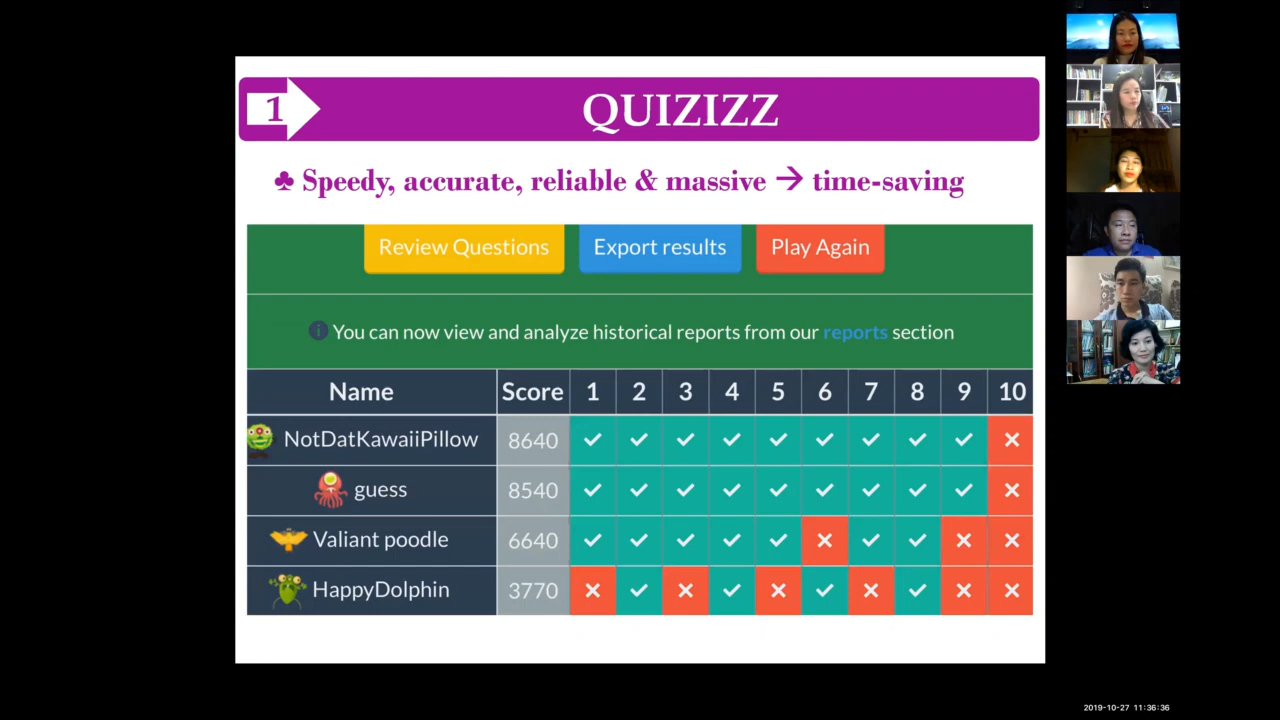 1
QUIZIZZ
♣ Speedy, accurate, reliable & massive → time-saving
Review Questions Export results Play Again
i You can now view and analyze historical reports from our reports section
Name Score 1 2 3 4 5 6 7 8 9 10
NotDatKawaiiPillow 8640 ✓ ✓ ✓ ✓ ✓ ✓ ✓ ✓ ✓ ✕
guess 8540 ✓ ✓ ✓ ✓ ✓ ✓ ✓ ✓ ✓ ✕
Valiant poodle 6640 ✓ ✓ ✓ ✓ ✓ ✕ ✓ ✓ ✕ ✕
HappyDolphin 3770 ✕ ✓ ✕ ✓ ✕ ✓ ✕ ✓ ✕ ✕
2019-10-27 11:36:36